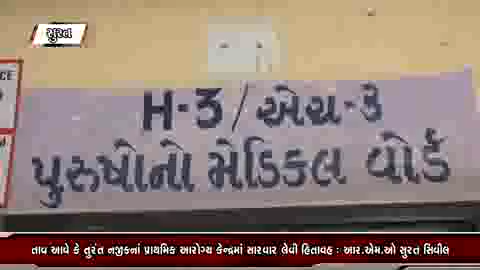 સુરત
H-3/એચ-૩
પુરુષોનો મેડિકલ વોર્ડ
તાવ આવે કે તુરંત નજીકનાં પ્રાથમિક આરોગ્ય કેન્દ્રમાં સારવાર લેવી હિતાવહ : આર.એમ.ઓ સુરત સિવીલ